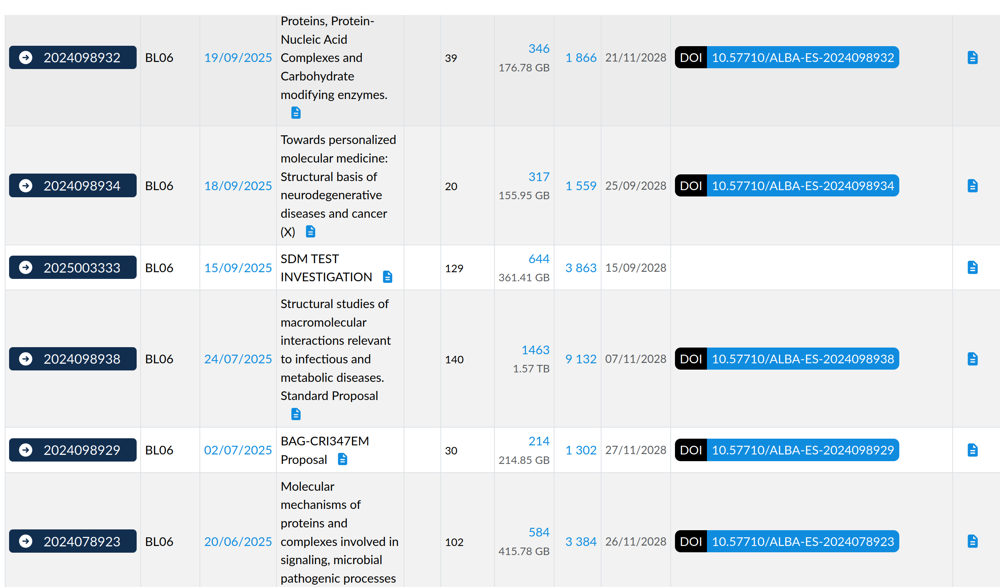 Proteins, Protein-
Nucleic Acid
Complexes and
Carbohydrate
modifying enzymes.
2024098932 BL06 19/09/2025 39 346 176.78 GB 1 866 21/11/2028 DOI 10.57710/ALBA-ES-2024098932
Towards personalized
molecular medicine:
Structural basis of
neurodegenerative
diseases and cancer
(X)
2024098934 BL06 18/09/2025 20 317 155.95 GB 1 559 25/09/2028 DOI 10.57710/ALBA-ES-2024098934
SDM TEST
INVESTIGATION
2025003333 BL06 15/09/2025 129 644 361.41 GB 3 863 15/09/2028
Structural studies of
macromolecular
interactions relevant
to infectious and
metabolic diseases.
Standard Proposal
2024098938 BL06 24/07/2025 140 1463 1.57 TB 9 132 07/11/2028 DOI 10.57710/ALBA-ES-2024098938
BAG-CRI347EM
Proposal
2024098929 BL06 02/07/2025 30 214 214.85 GB 1 302 27/11/2028 DOI 10.57710/ALBA-ES-2024098929
Molecular
mechanisms of
proteins and
complexes involved in
signaling, microbial
pathogenic processes
2024078923 BL06 20/06/2025 102 584 415.78 GB 3 384 26/11/2028 DOI 10.57710/ALBA-ES-2024078923